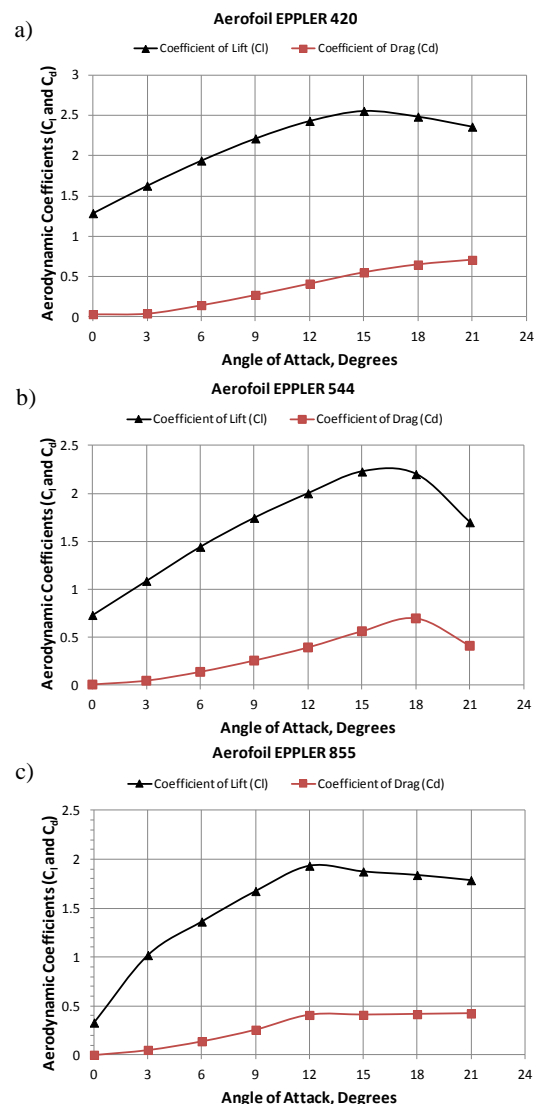 a)
Aerofoil EPPLER 420
Coefficient of Lift (Cl) Coefficient of Drag (Cd)
Aerodynamic Coefficients (Cl and Cd)
3
2.5
2
1.5
1
0.5
0
0 3 6 9 12 15 18 21 24
Angle of Attack, Degrees
b)
Aerofoil EPPLER 544
Coefficient of Lift (Cl) Coefficient of Drag (Cd)
Aerodynamic Coefficients (Cl and Cd)
2.5
2
1.5
1
0.5
0
0 3 6 9 12 15 18 21 24
Angle of Attack, Degrees
c)
Aerofoil EPPLER 855
Coefficient of Lift (Cl) Coefficient of Drag (Cd)
Aerodynamic Coefficients (Cl and Cd)
2.5
2
1.5
1
0.5
0
0 3 6 9 12 15 18 21 24
Angle of Attack, Degrees